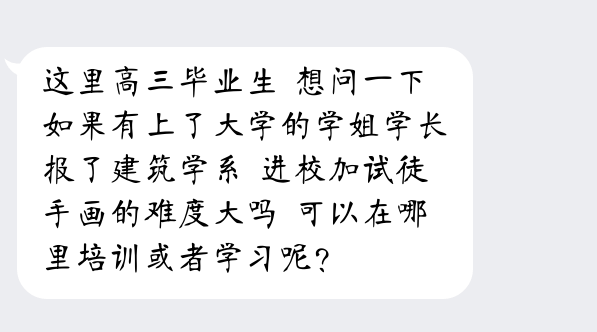 这里高三毕业生 想问一下
如果有上了大学的学姐学长
报了建筑学系 进校加试徒
手画的难度大吗 可以在哪
里培训或者学习呢?